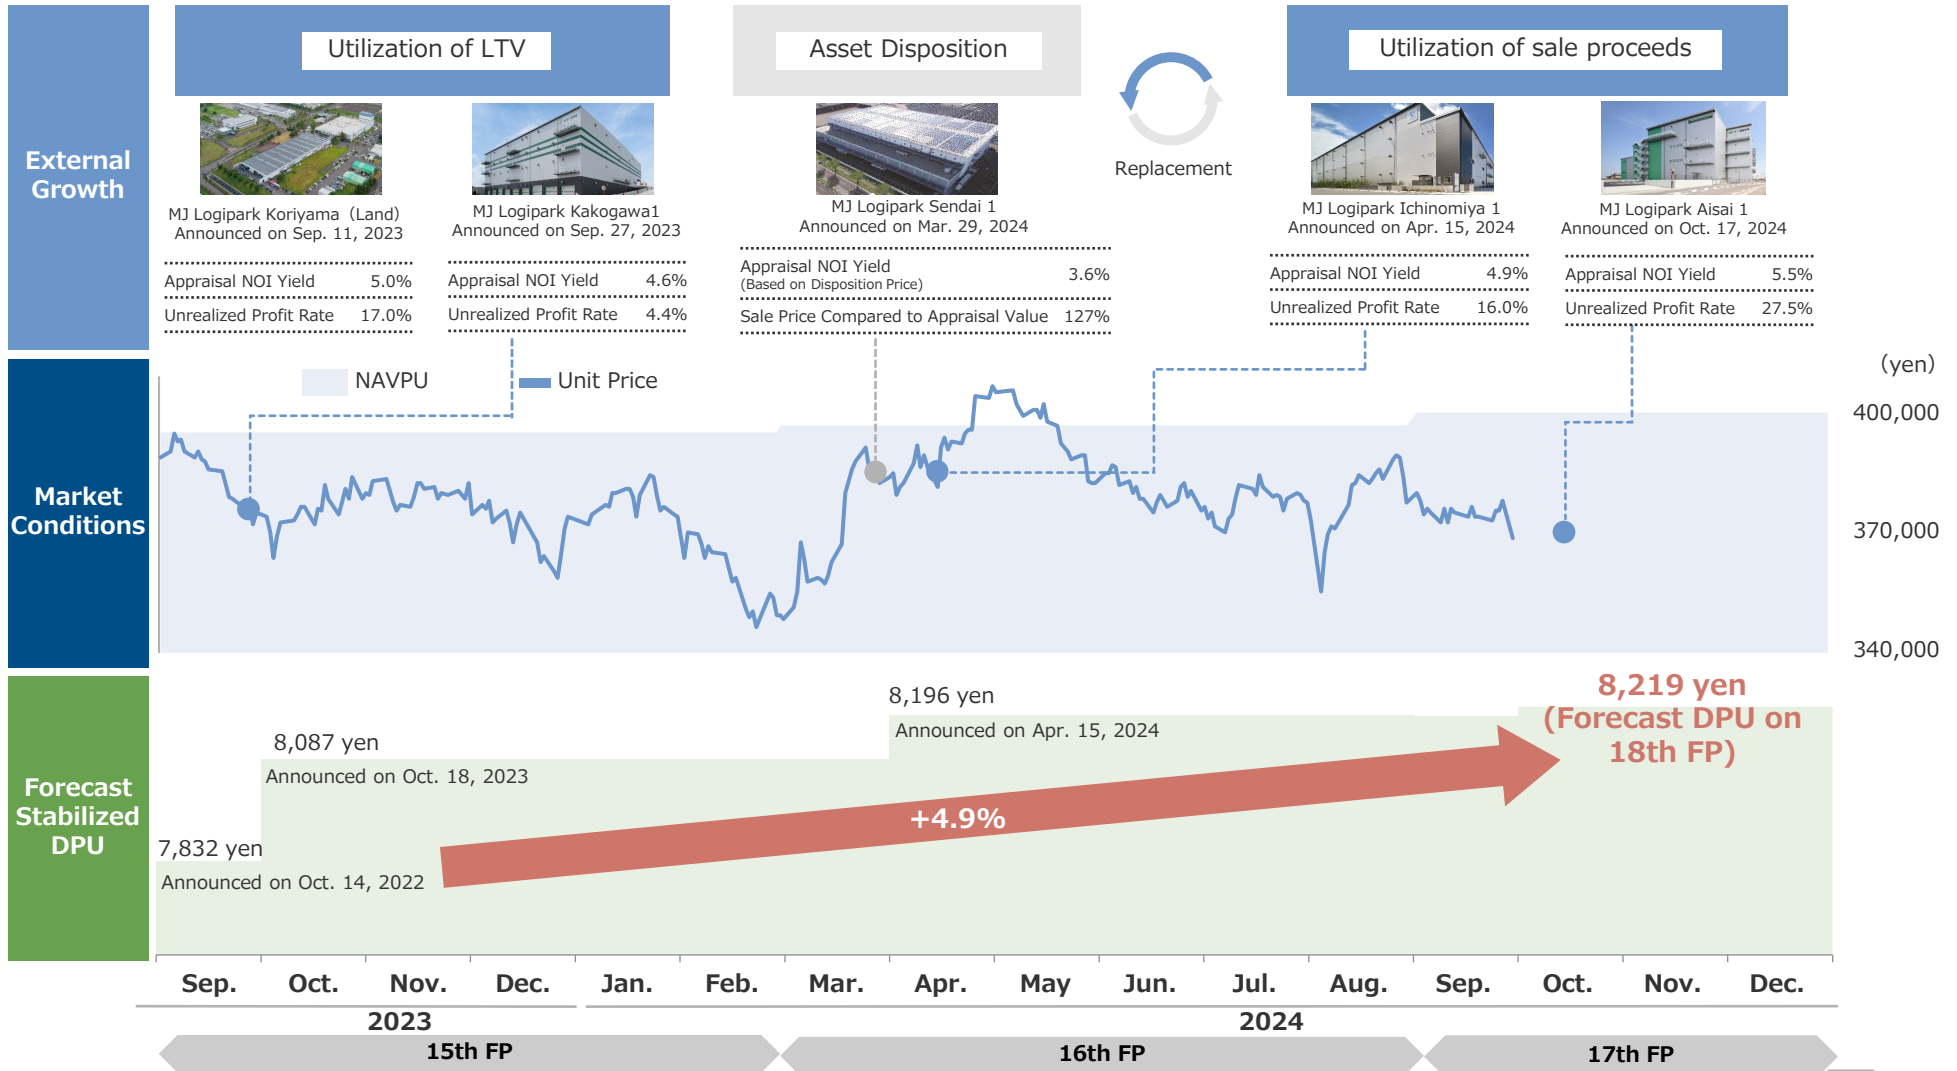 Utilization of LTV
Asset Disposition
Utilization of sale proceeds
External
Growth
Replacement
MJ Logipark Koriyama（Land）
Announced on Sep. 11, 2023
Appraisal NOI Yield 5.0%
Unrealized Profit Rate 17.0%
MJ Logipark Kakogawa1
Announced on Sep. 27, 2023
Appraisal NOI Yield 4.6%
Unrealized Profit Rate 4.4%
MJ Logipark Sendai 1
Announced on Mar. 29, 2024
Appraisal NOI Yield
(Based on Disposition Price) 3.6%
Sale Price Compared to Appraisal Value 127%
MJ Logipark Ichinomiya 1
Announced on Apr. 15, 2024
Appraisal NOI Yield 4.9%
Unrealized Profit Rate 16.0%
MJ Logipark Aisai 1
Announced on Oct. 17, 2024
Appraisal NOI Yield 5.5%
Unrealized Profit Rate 27.5%
Market
Conditions
NAVPU
Unit Price
（yen）
400,000
370,000
340,000
Forecast
Stabilized
DPU
7,832 yen
Announced on Oct. 14, 2022
8,087 yen
Announced on Oct. 18, 2023
8,196 yen
Announced on Apr. 15, 2024
+4.9%
8,219 yen
(Forecast DPU on
18th FP)
Sep. Oct. Nov. Dec. Jan. Feb. Mar. Apr. May Jun. Jul. Aug. Sep. Oct. Nov. Dec.
2023 2024
15th FP 16th FP 17th FP